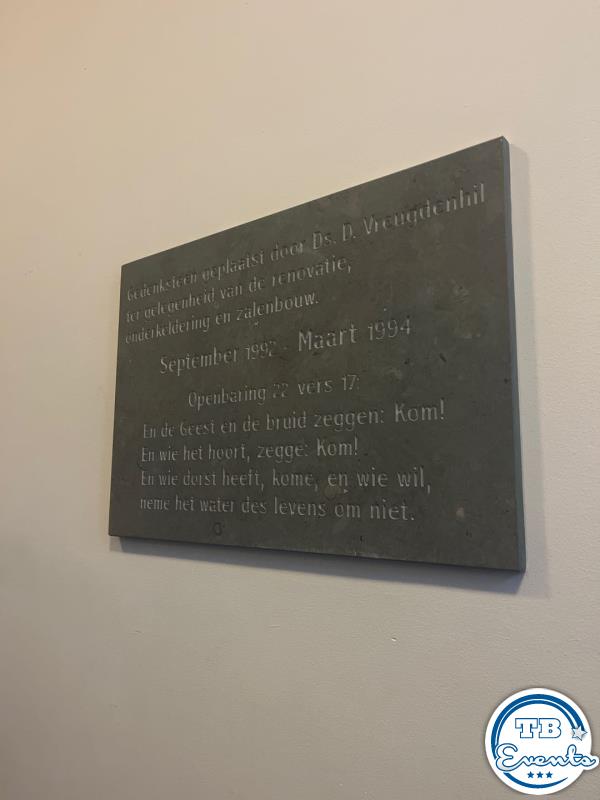 Gedenksteen geplaatst door Ds. D. Vreugdenhil
ter gelegenheid van de renovatie,
onderkeldering en zalenbouw.
September 1992 - Maart 1994
Openbaring 22 vers 17:
En de Geest en de bruid zeggen: Kom!
En wie het hoort, zegge: Kom!
En wie dorst heeft, kome, en wie wil,
neme het water des levens om niet.
TB
Events